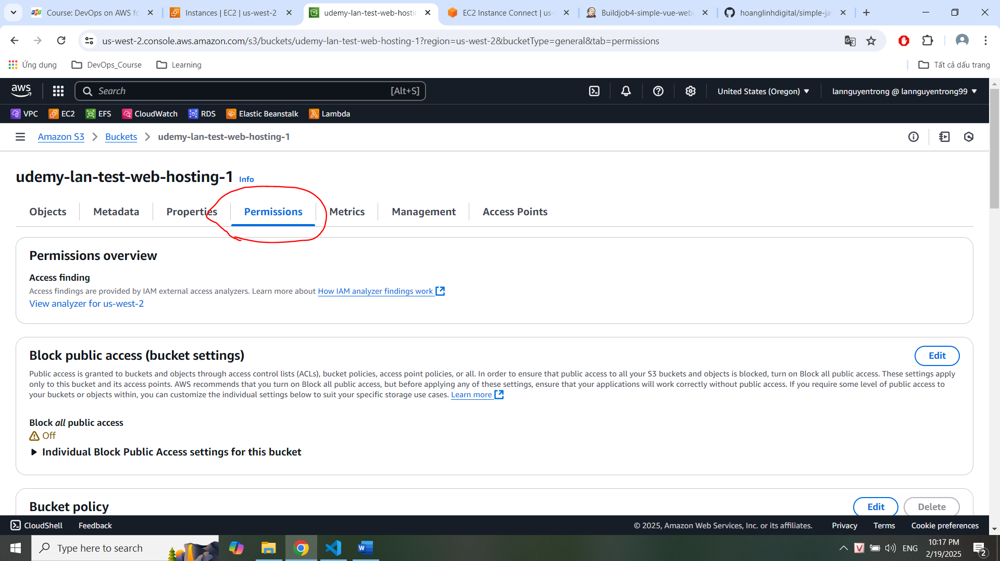 Course: DevOps on AWS fo
Instances | EC2 | us-west-2
udemy-lan-test-web-hostin
EC2 Instance Connect | us-
Buildjob4-simple-vue-webp
hoanglinhdigital/simple-ja
us-west-2.console.aws.amazon.com/s3/buckets/udemy-lan-test-web-hosting-1?region=us-west-2&bucketType=general&tab=permissions
Ứng dụng
DevOps_Course
Learning
Tất cả dấu trang
aws
Search
[Alt+S]
United States (Oregon)
lannguyentrong @ lannguyentrong99
VPC
EC2
EFS
CloudWatch
RDS
Elastic Beanstalk
Lambda
Amazon S3
Buckets
udemy-lan-test-web-hosting-1
udemy-lan-test-web-hosting-1 Info
Objects
Metadata
Properties
Permissions
Metrics
Management
Access Points
Permissions overview
Access finding
Access findings are provided by IAM external access analyzers. Learn more about How IAM analyzer findings work
View analyzer for us-west-2
Block public access (bucket settings)
Edit
Public access is granted to buckets and objects through access control lists (ACLs), bucket policies, access point policies, or all. In order to ensure that public access to all your S3 buckets and objects is blocked, turn on Block all public access. These settings apply
only to this bucket and its access points. AWS recommends that you turn on Block all public access, but before applying any of these settings, ensure that your applications will work correctly without public access. If you require some level of public access to
your buckets or objects within, you can customize the individual settings below to suit your specific storage use cases. Learn more
Block all public access
Off
Individual Block Public Access settings for this bucket
Bucket policy
Edit
Delete
CloudShell
Feedback
© 2025, Amazon Web Services, Inc. or its affiliates.
Privacy
Terms
Cookie preferences
Type here to search
ENG
10:17 PM
2/19/2025
2